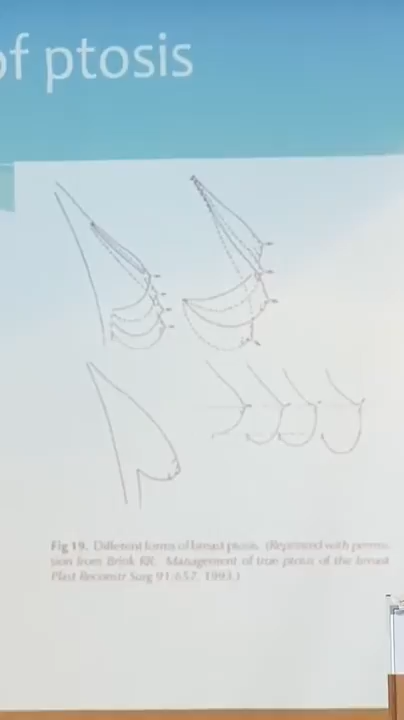 of ptosis
Fig 19. Different forms of breast ptosis. (Reprinted with permis-
sion from Brink RR. Management of true ptosis of the breast
Plast Reconstr Surg 91:657, 1993.)